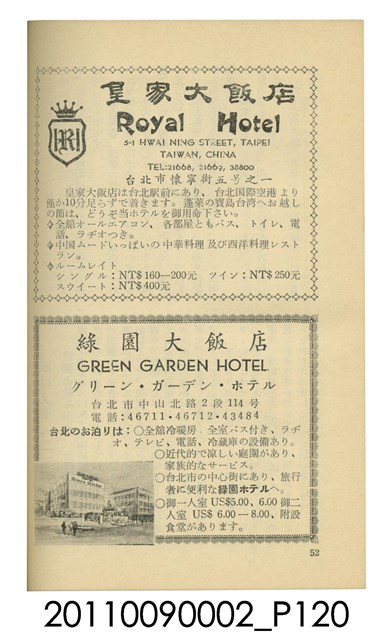 皇家大飯店
HR
Royal Hotel
5-1 HWAI NING STREET, TAIPEI
TAIWAN, CHINA
TEL:21668, 21669, 38800
台北市懷寧街五号之一
皇家大飯店は台北駅前にあり、台北国際空港より
僅か10分足らずで着きます。蓬萊の寶島台湾へお越し
の節は、どうぞ当ホテルを御用命下さい。
全舘オールエアコン、各部屋ともバス、トイレ、電
話、ラヂオつき。
中国ムードいっぱいの中華料理及び西洋料理レスト
ラン。
ルームレイト
シングル:NT$160—200元 ツイン:NT$250元
スウイート:NT$400元
綠園大飯店
GREEN GARDEN HOTEL
グリーン・ガーデン・ホテル
台北市中山北路2段114号
電話:46711・46712・43484
台北のお泊りは:○全舘冷暖房、全室バス付き、ラヂ
オ、テレビ、電話、冷蔵庫の設備あり。
○近代的で涼しい庭園があり、
家族的なサービス。
○台北市の中心街にあり、旅行
者に便利な綠園ホテルへ。
○御一人室 US$5.00、6.00 御二
人室 US$ 6.00—8.00、附設
食堂があります。
52
20110090002_P120